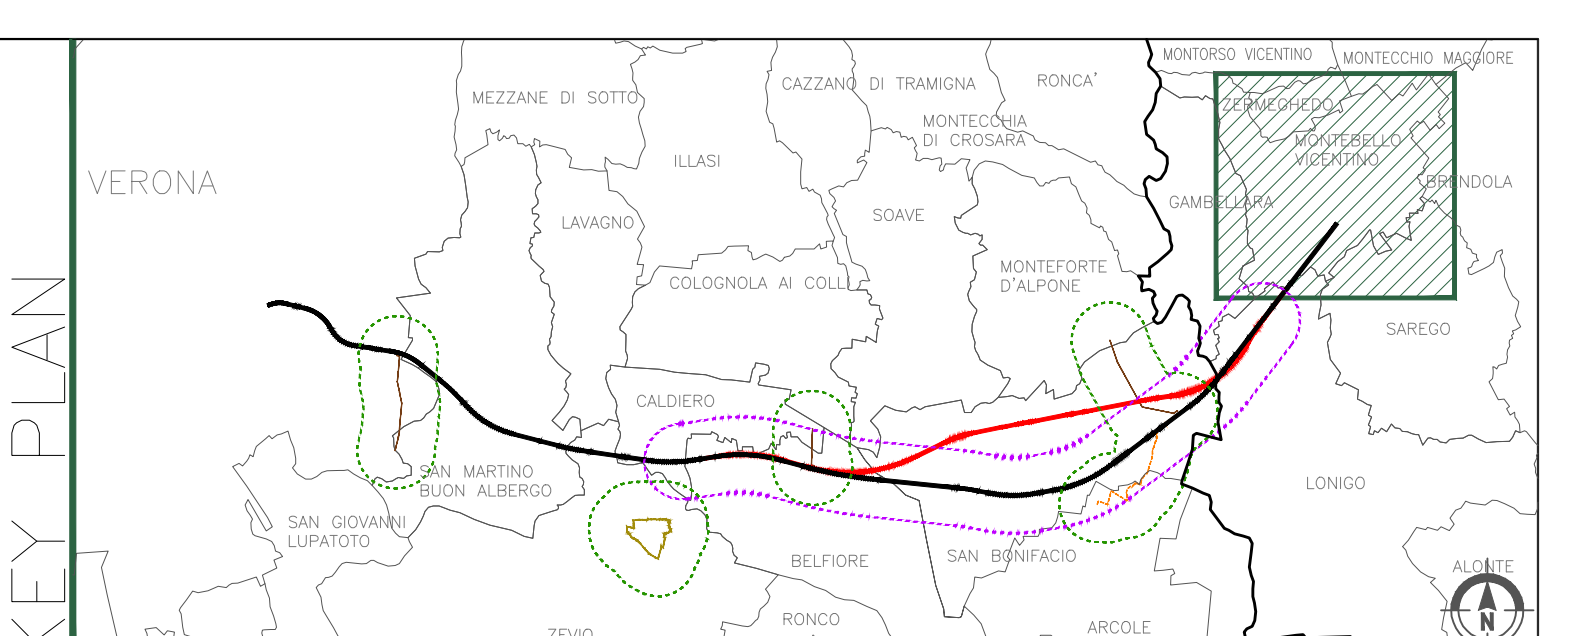 KEY PLAN
MONTORSO VICENTINO
MONTECCHIO MAGGIORE
MEZZANE DI SOTTO
CAZZANO DI TRAMIGNA
RONCA'
ZERMEGHEDO
MONTECCHIA
DI CROSARA
MONTEBELLO
VICENTINO
ILLASI
VERONA
BRENDOLA
GAMBELLARA
LAVAGNO
SOAVE
MONTEFORTE
D'ALPONE
COLOGNOLA AI COLLI
SAREGO
CALDIERO
SAN MARTINO
BUON ALBERGO
LONIGO
SAN GIOVANNI
LUPATOTO
BELFIORE
SAN BONIFACIO
ALONTE
N
RONCO
ARCOLE
ZEVIO